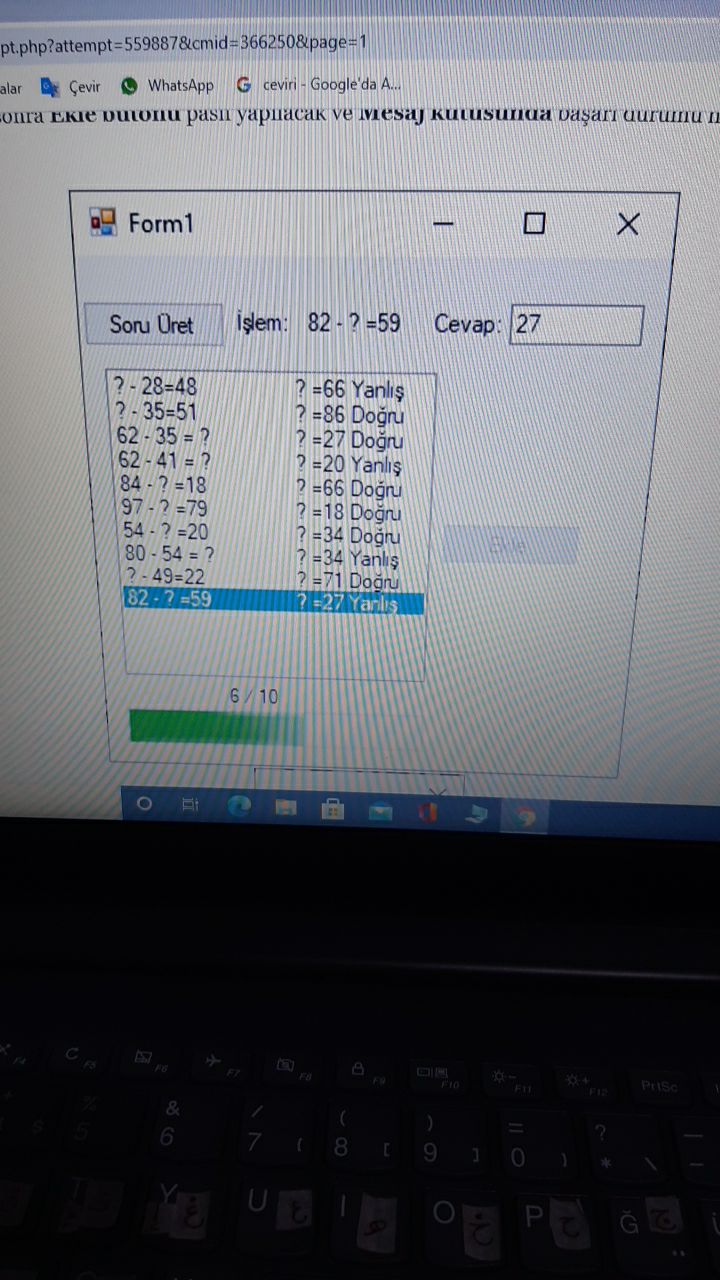 pt.php?attempt=559887&cmid=366250&page=1
alar Çevir WhatsApp G ceviri - Google'da A...
sonra Ekle butonu pasif yapılacak ve Mesaj kutusunda başarı durumu
Form1
Soru Üret İşlem: 82 - ? =59 Cevap: 27
? - 28=48 ? =66 Yanlış
? - 35=51 ? =86 Doğru
62 - 35 = ? ? =27 Doğru
62 - 41 = ? ? =20 Yanlış
84 - ? =18 ? =66 Doğru
97 - ? =79 ? =18 Doğru
54 - ? =20 ? =34 Doğru
Ekle
80 - 54 = ? ? =34 Yanlış
? - 49=22 ? =71 Doğru
82 - ? =59 ? =27 Yanlış
6 / 10
F4 F5 F6 F7 F8 F9 F10 F11 F12 PrtSc
$ % 5 & 6 / 7 { ( 8 [ ) 9 ] = 0 } ? * \ _ -
T Y U I O P Ğ